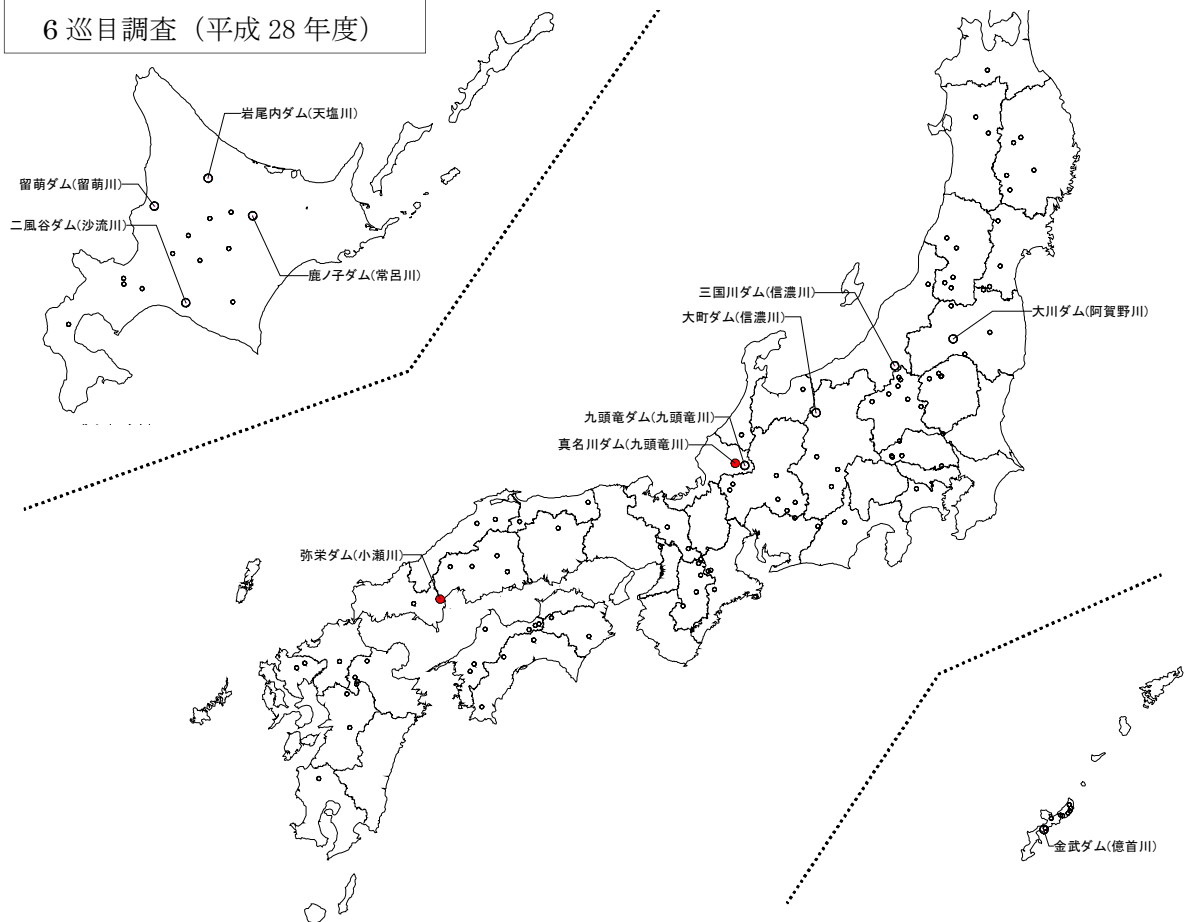 6 巡目調査（平成 28 年度）
岩尾内ダム(天塩川)
留萌ダム(留萌川)
二風谷ダム(沙流川)
鹿ノ子ダム(常呂川)
三国川ダム(信濃川)
大町ダム(信濃川)
大川ダム(阿賀野川)
九頭竜ダム(九頭竜川)
真名川ダム(九頭竜川)
弥栄ダム(小瀬川)
金武ダム(億首川)